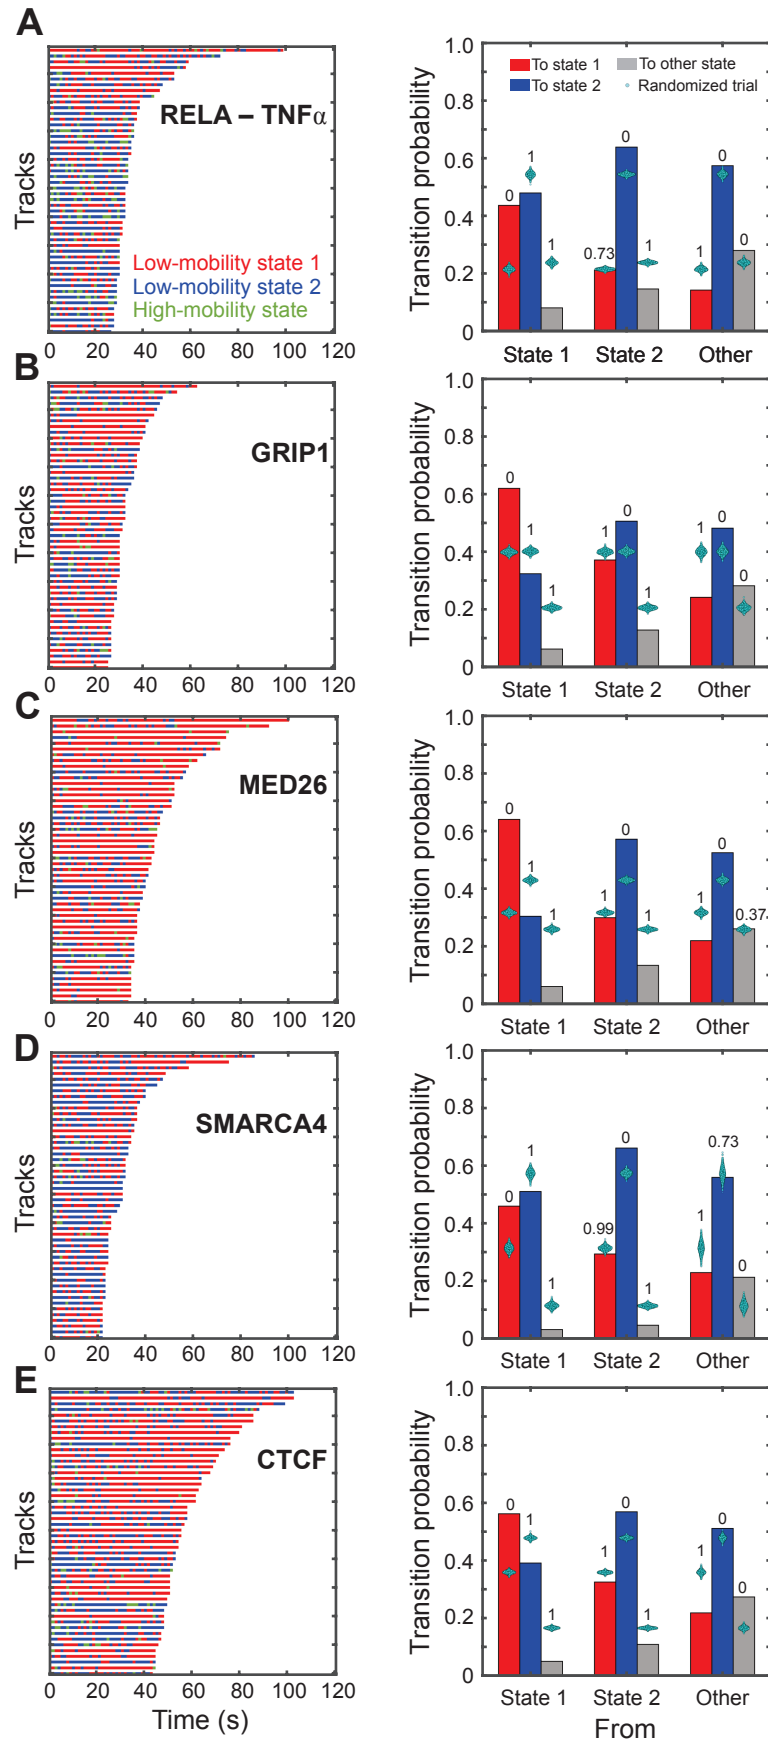 A
RELA – TNFα
Tracks
Low-mobility state 1
Low-mobility state 2
High-mobility state
0 20 40 60 80 100 120
1.0
0.8
0.6
0.4
0.2
0
Transition probability
To state 1
To other state
To state 2
Randomized trial
0 1 1 0.73 0 1 1 0 0
State 1 State 2 Other
B
GRIP1
Tracks
0 20 40 60 80 100 120
1.0
0.8
0.6
0.4
0.2
0
Transition probability
0 1 1 1 0 1 1 0 0
State 1 State 2 Other
C
MED26
Tracks
0 20 40 60 80 100 120
1.0
0.8
0.6
0.4
0.2
0
Transition probability
0 1 1 1 0 1 1 0 0.37
State 1 State 2 Other
D
SMARCA4
Tracks
0 20 40 60 80 100 120
1.0
0.8
0.6
0.4
0.2
0
Transition probability
0 1 1 0.99 0 1 1 0.73 0
State 1 State 2 Other
E
CTCF
Tracks
0 20 40 60 80 100 120
Time (s)
1.0
0.8
0.6
0.4
0.2
0
Transition probability
0 1 1 1 0 1 1 0 0
State 1 State 2 Other
From